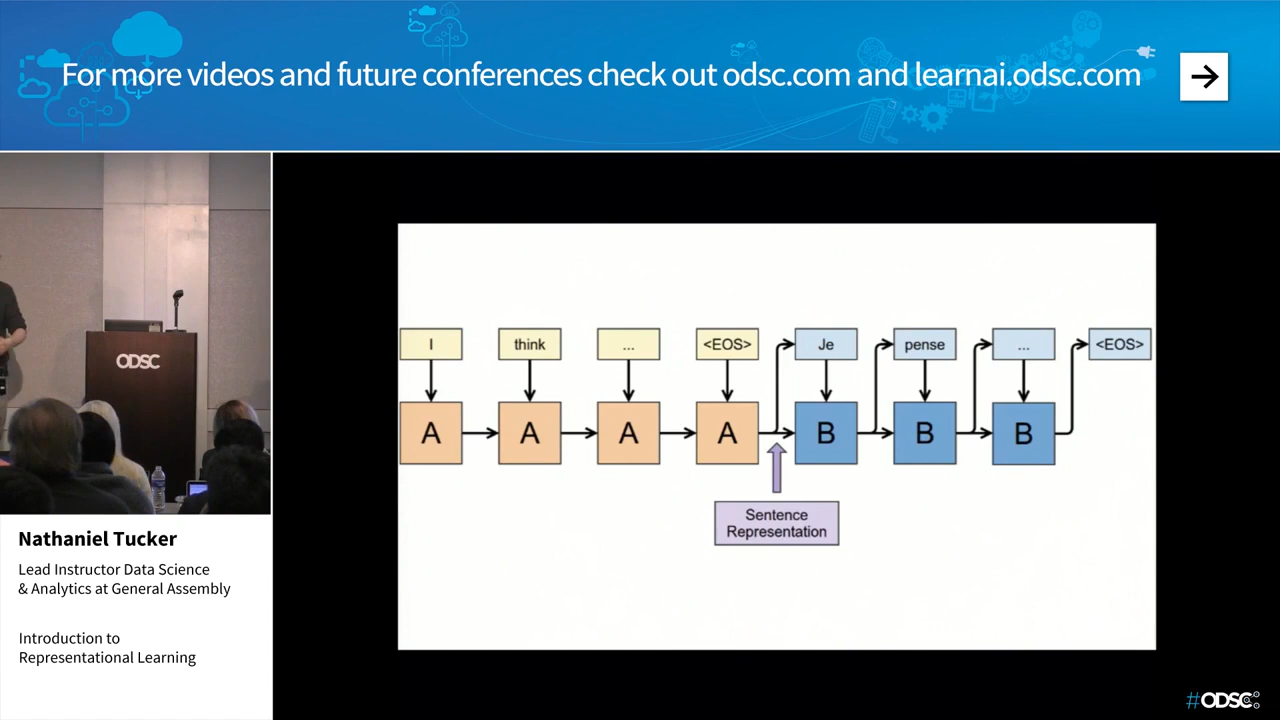 For more videos and future conferences check out odsc.com and learnai.odsc.com
ODSC
I think ... <EOS> Je pense ... <EOS>
A A A A B B B
Sentence
Representation
Nathaniel Tucker
Lead Instructor Data Science
& Analytics at General Assembly
Introduction to
Representational Learning
#ODSC